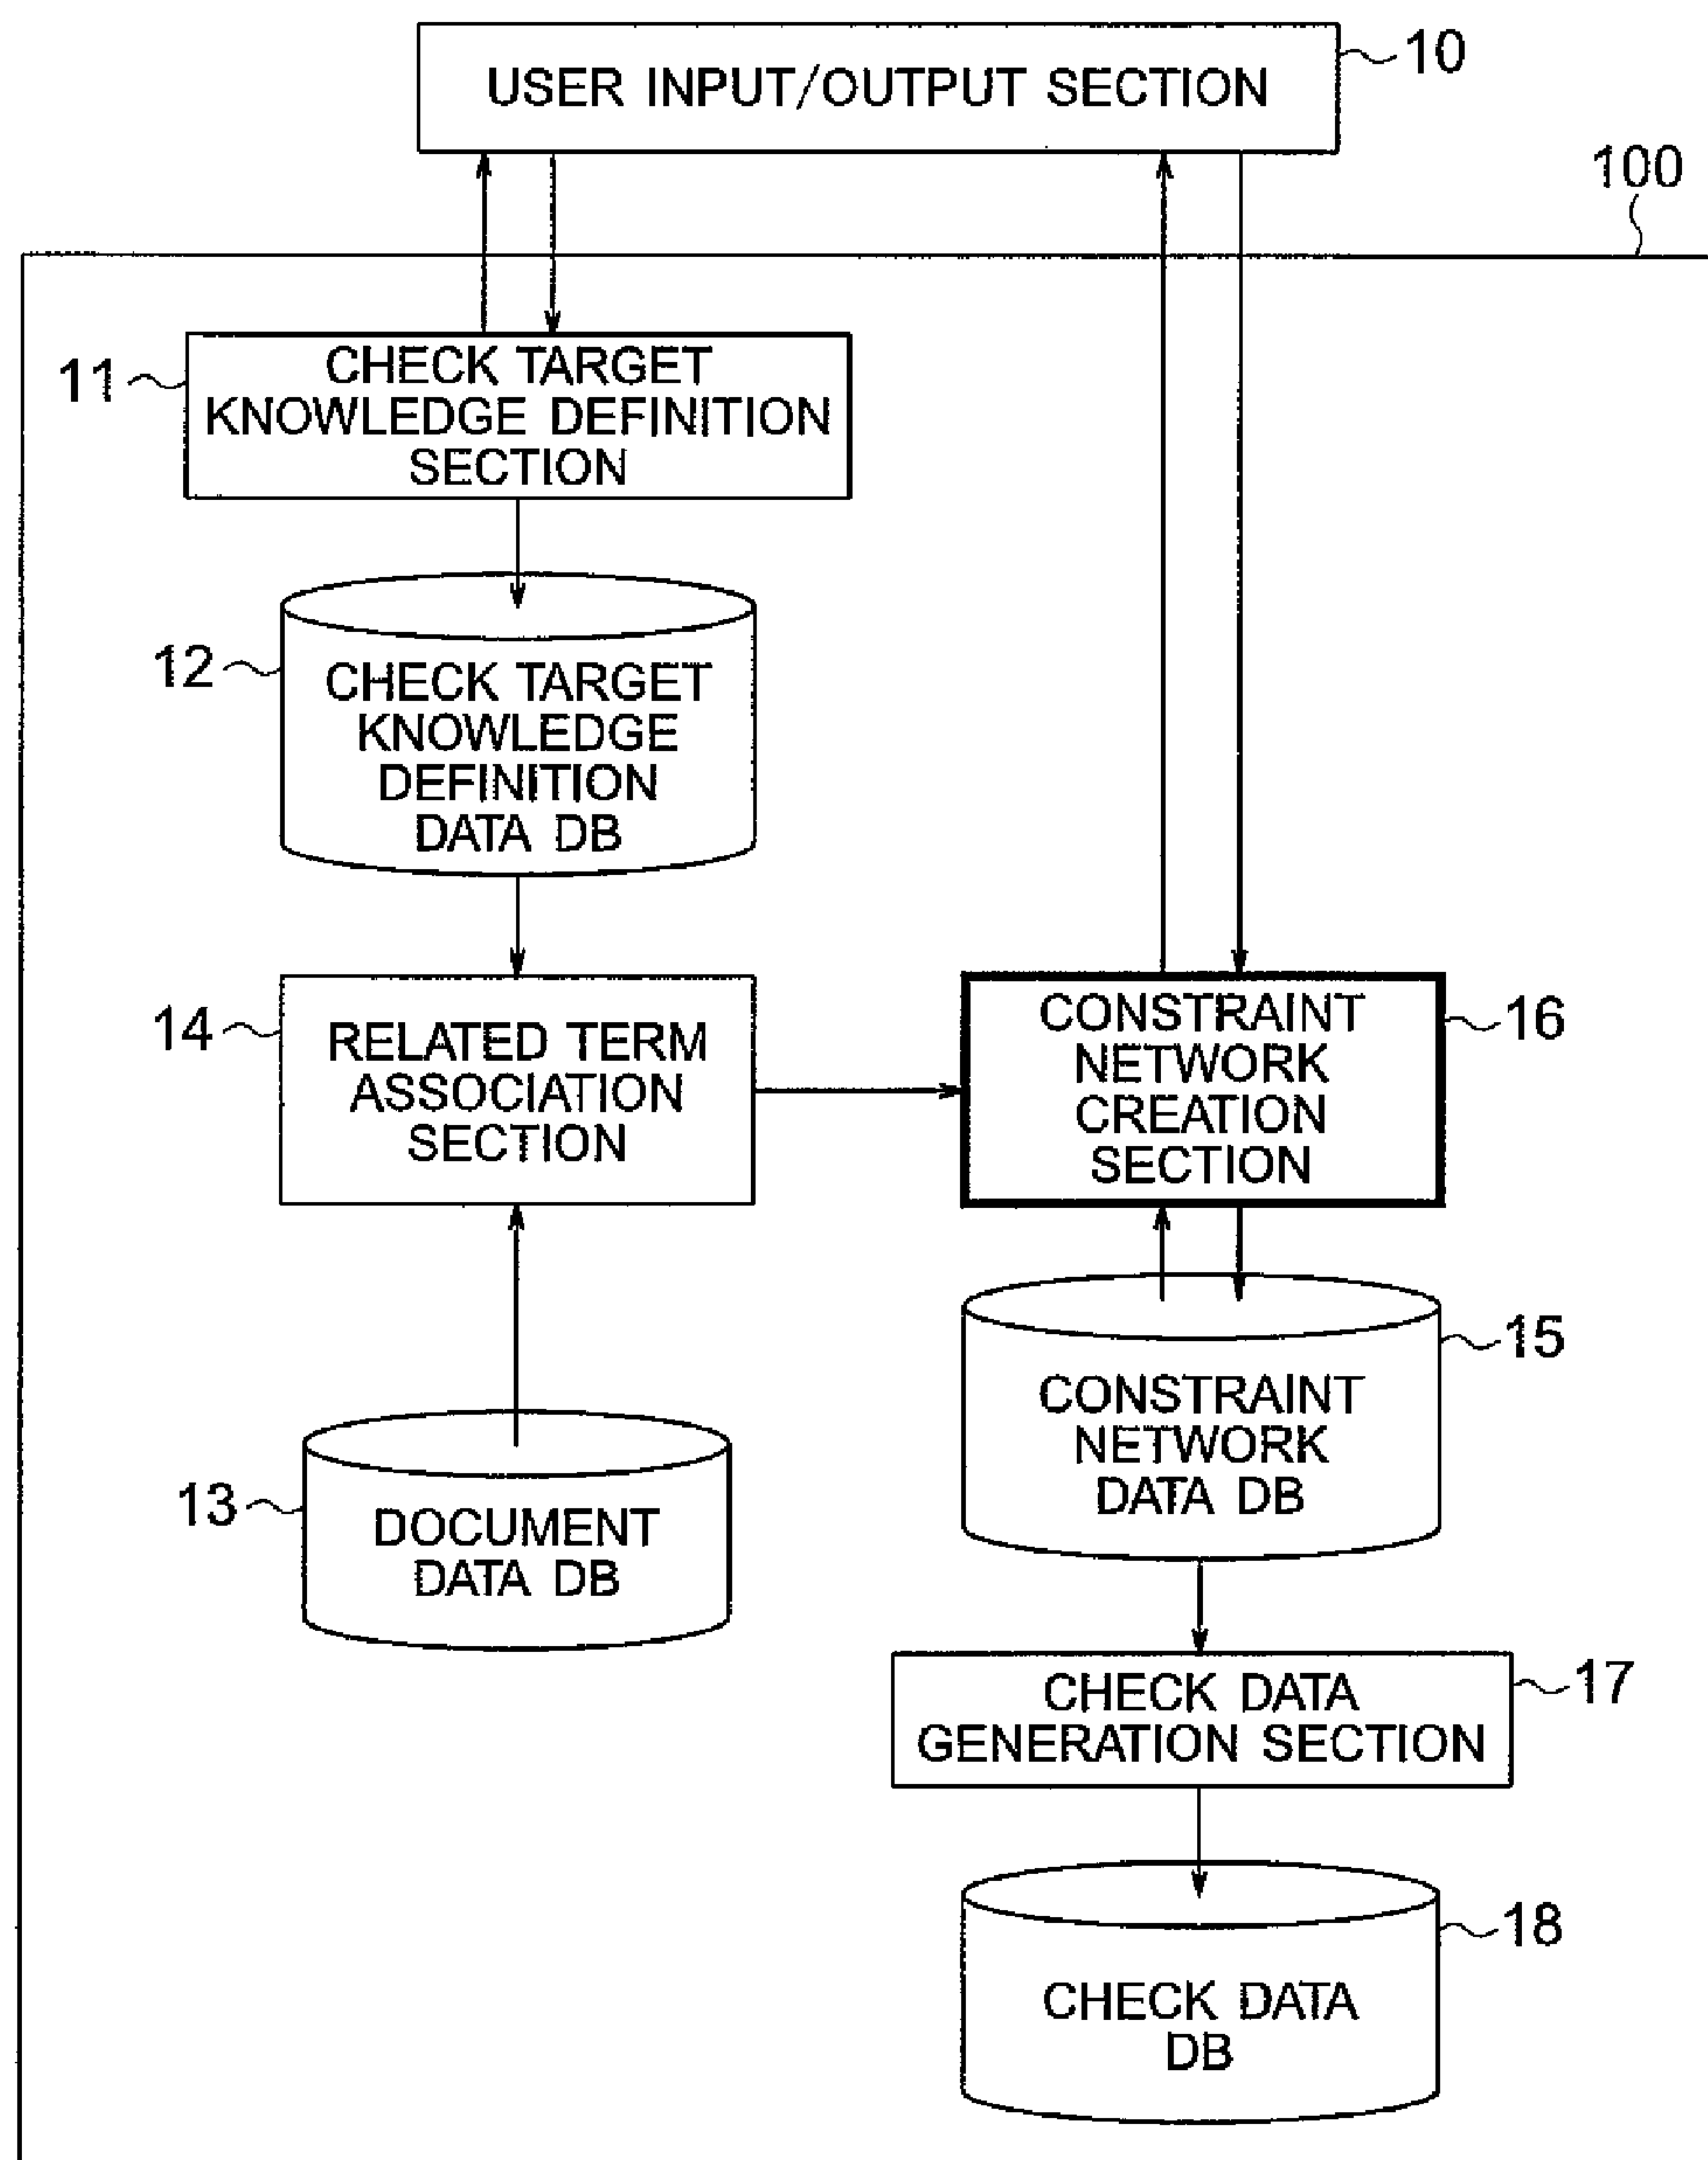 USER INPUT/OUTPUT SECTION
10
100
11
CHECK TARGET
KNOWLEDGE DEFINITION
SECTION
12
CHECK TARGET
KNOWLEDGE
DEFINITION
DATA DB
14
RELATED TERM
ASSOCIATION
SECTION
CONSTRAINT
NETWORK
CREATION
SECTION
16
13
DOCUMENT
DATA DB
15
CONSTRAINT
NETWORK
DATA DB
CHECK DATA
GENERATION SECTION
17
18
CHECK DATA
DB